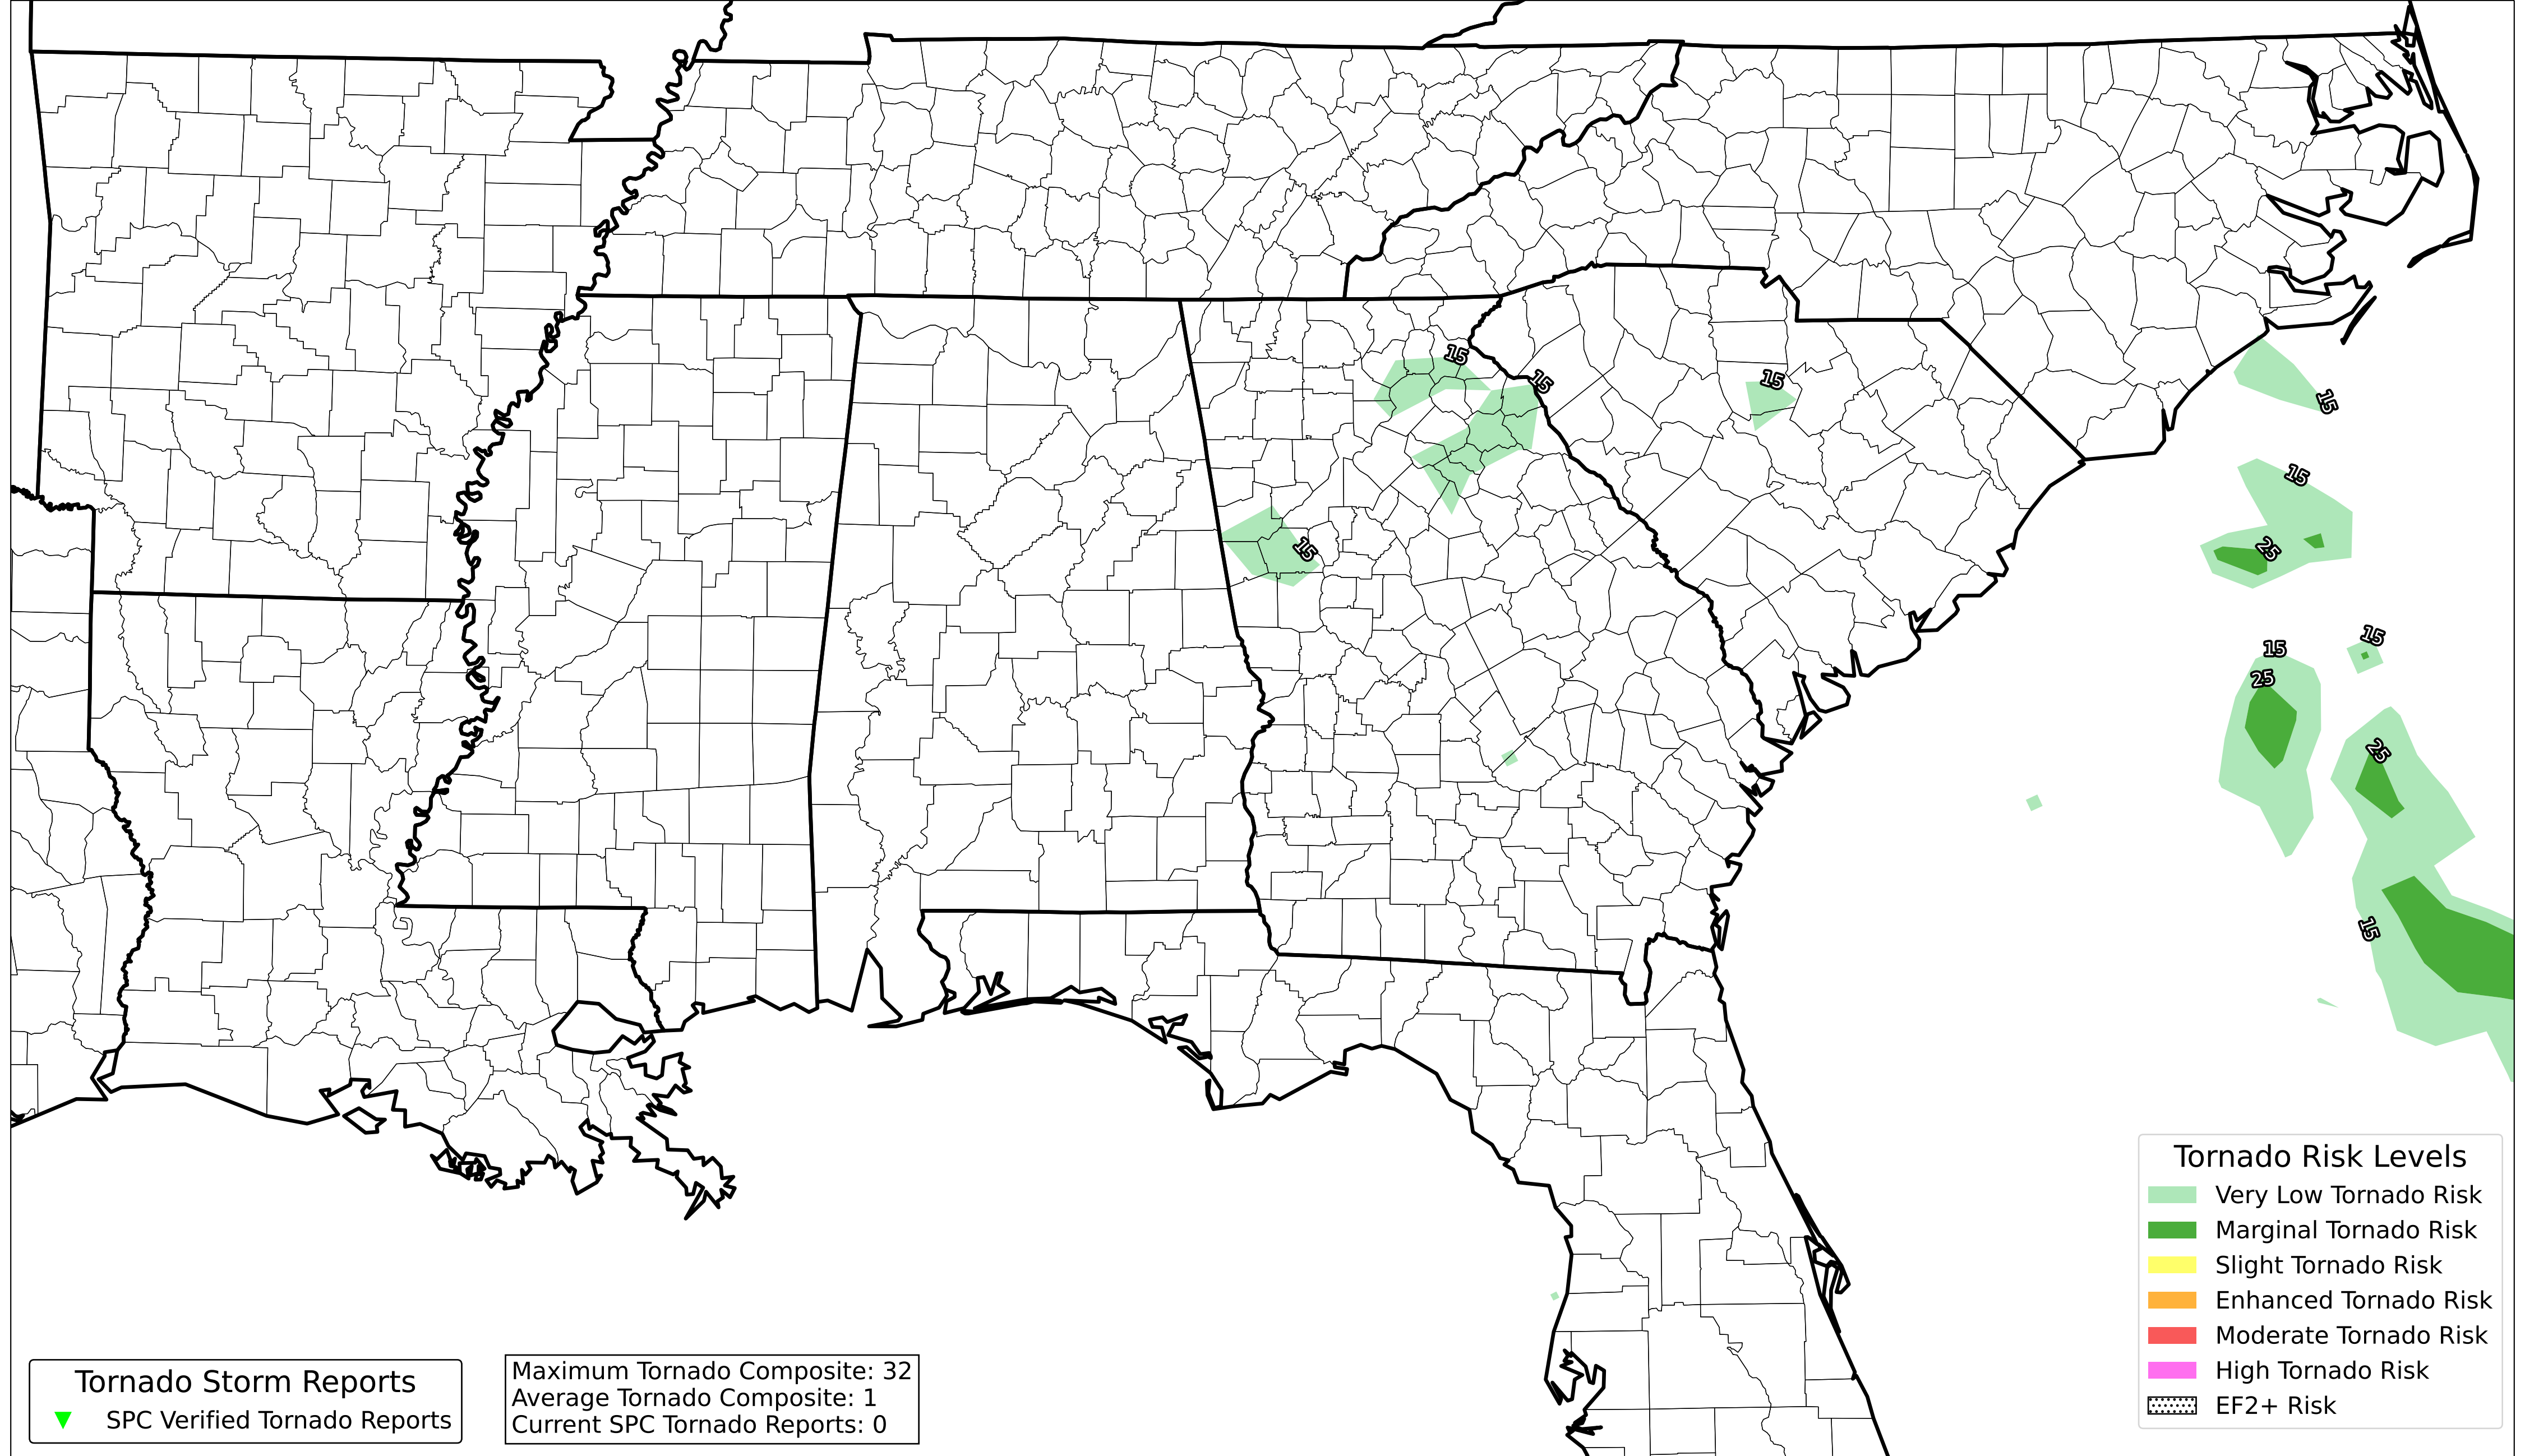 15
15
15
15
15
15
25
15
15
25
25
15
Tornado Risk Levels
Very Low Tornado Risk
Marginal Tornado Risk
Slight Tornado Risk
Enhanced Tornado Risk
Moderate Tornado Risk
High Tornado Risk
EF2+ Risk
Tornado Storm Reports
SPC Verified Tornado Reports
Maximum Tornado Composite: 32
Average Tornado Composite: 1
Current SPC Tornado Reports: 0